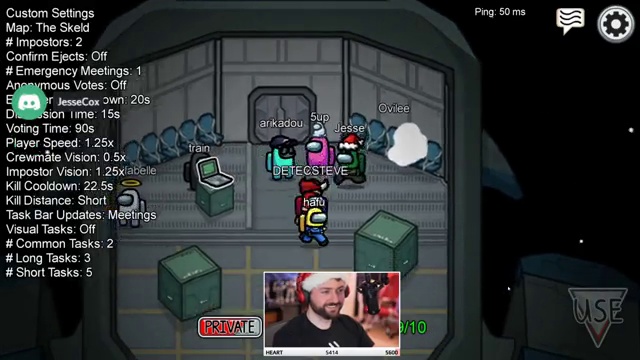 Custom Settings
Map: The Skeld
# Impostors: 2
Confirm Ejects: Off
# Emergency Meetings: 1
Anonymous Votes: Off
JesseCox
20s
Discussion Time: 15s
Voting Time: 90s
Player Speed: 1.25x
Crewmate Vision: 0.5x
Impostor Vision: 1.25x
Kill Cooldown: 22.5s
Kill Distance: Short
Task Bar Updates: Meetings
Visual Tasks: Off
# Common Tasks: 2
# Long Tasks: 3
# Short Tasks: 5
Ping: 50 ms
Ovilee
5up
arikadou
Jesse
train
DETECSTEVE
hafu
PRIVATE
/10
HEART 5414 5600
USE